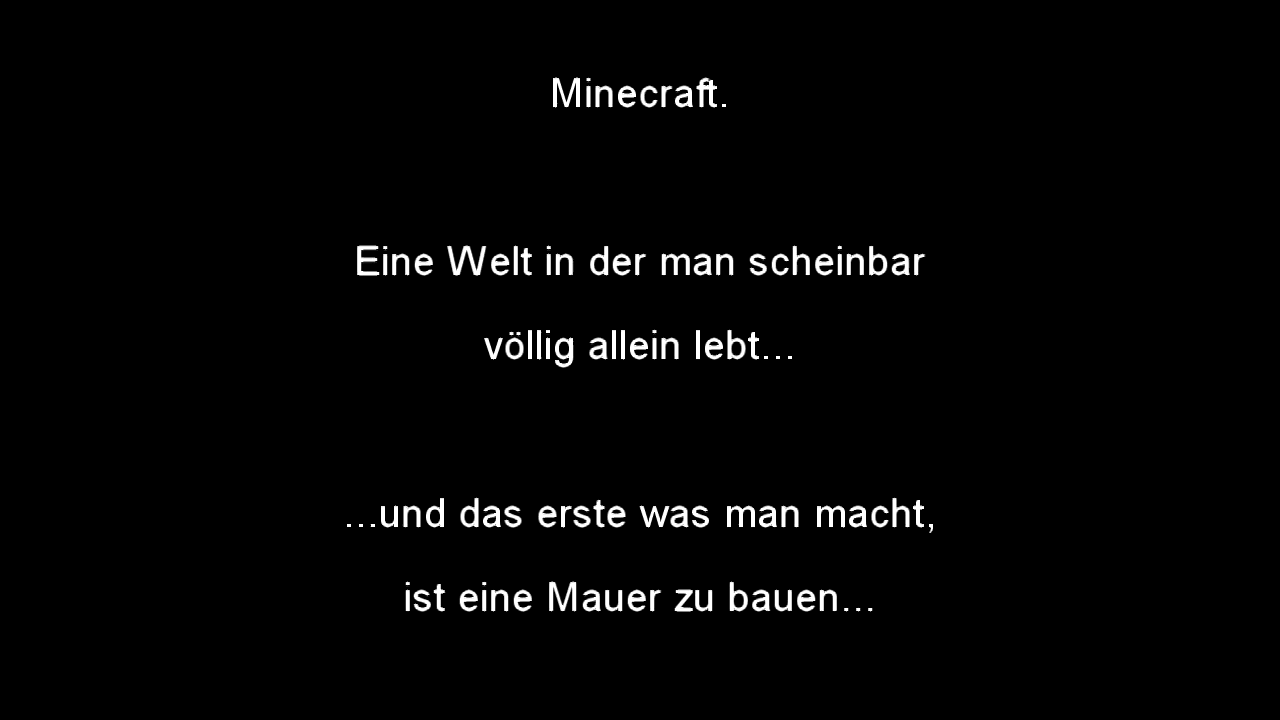 Minecraft.
Eine Welt in der man scheinbar
völlig allein lebt...
...und das erste was man macht,
ist eine Mauer zu bauen...